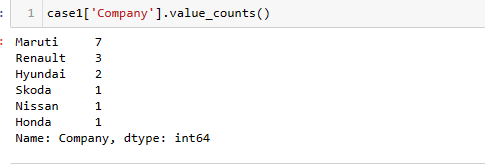 1 case1['Company'].value_counts()
Maruti 7
Renault 3
Hyundai 2
Skoda 1
Nissan 1
Honda 1
Name: Company, dtype: int64